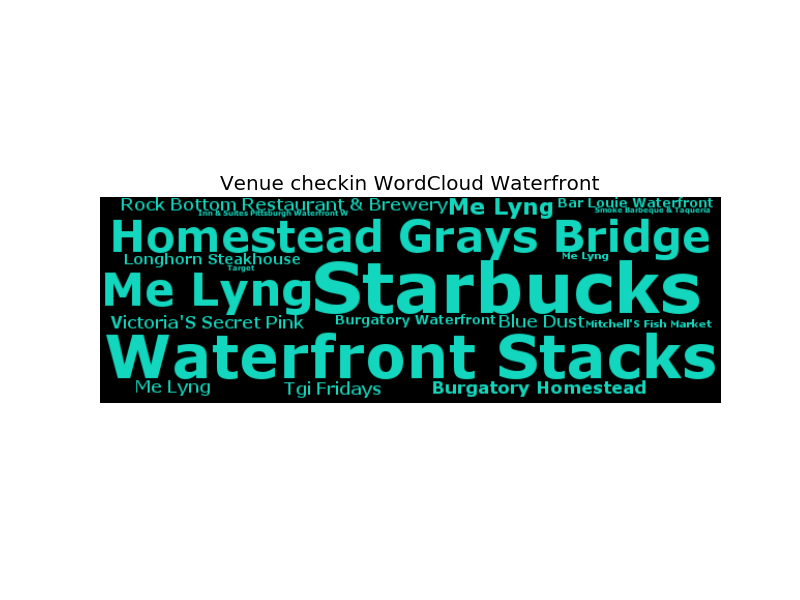 Venue checkin WordCloud Waterfront
Rock Bottom Restaurant & Brewery Me Lyng Bar Louie Waterfront
Inn & Suites Pittsburgh Waterfront W Smoke Barbeque & Taqueria
Homestead Grays Bridge
Longhorn Steakhouse Me Lyng
Target
Me Lyng Starbucks
Victoria'S Secret Pink Burgatory Waterfront Blue Dust Mitchell'S Fish Market
Waterfront Stacks
Me Lyng Tgi Fridays Burgatory Homestead